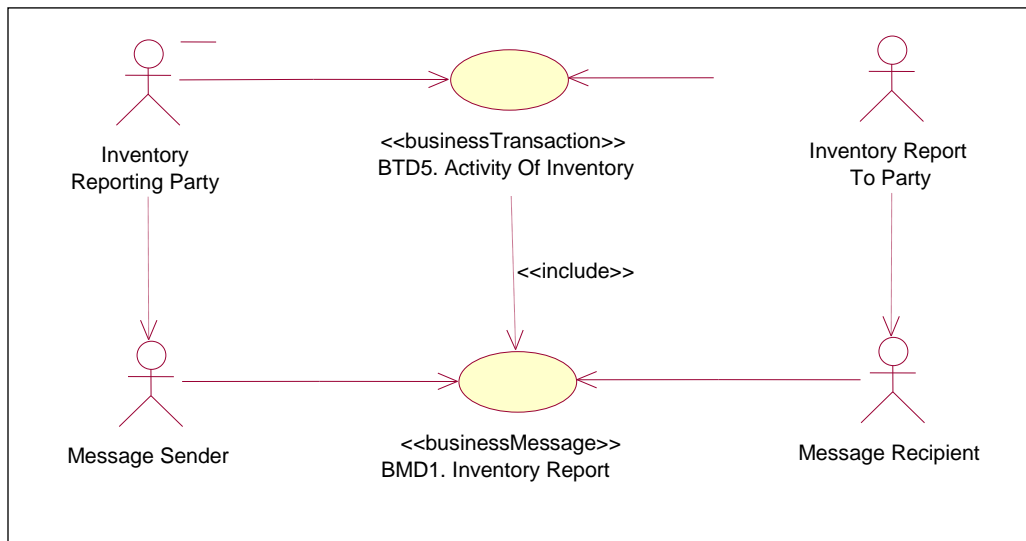 Inventory
Reporting Party
<<businessTransaction>>
BTD5. Activity Of Inventory
Inventory Report
To Party
<<include>>
Message Sender
<<businessMessage>>
BMD1. Inventory Report
Message Recipient